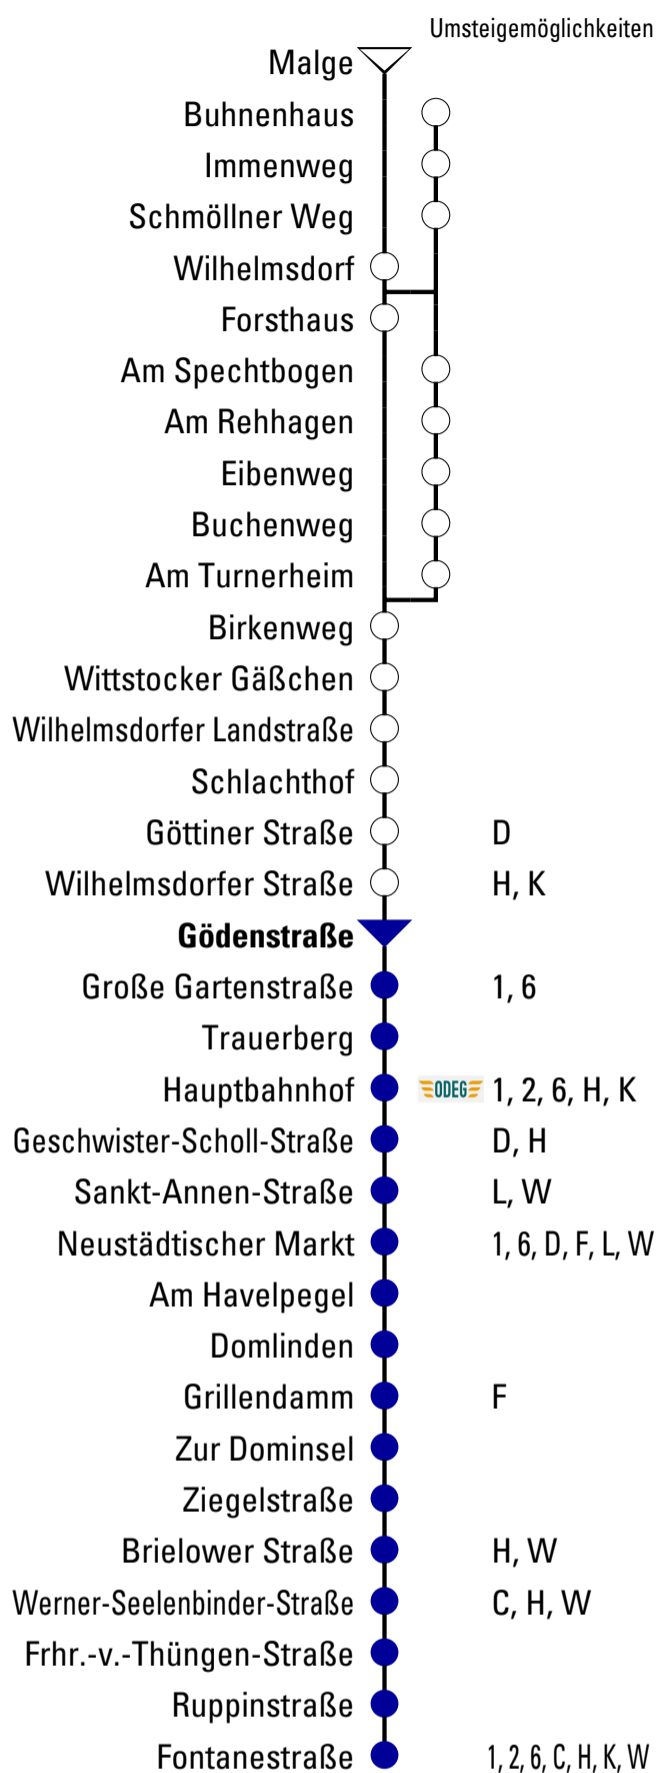 Umsteigemöglichkeiten
Malge
Buhnenhaus
Immenweg
Schmöllner Weg
Wilhelmsdorf
Forsthaus
Am Spechtbogen
Am Rehhagen
Eibenweg
Buchenweg
Am Turnerheim
Birkenweg
Wittstocker Gäßchen
Wilhelmsdorfer Landstraße
Schlachthof
Göttiner Straße D
Wilhelmsdorfer Straße H, K
Gödenstraße
Große Gartenstraße 1, 6
Trauerberg
Hauptbahnhof ODEG 1, 2, 6, H, K
Geschwister-Scholl-Straße D, H
Sankt-Annen-Straße L, W
Neustädtischer Markt 1, 6, D, F, L, W
Am Havelpegel
Domlinden
Grillendamm F
Zur Dominsel
Ziegelstraße
Brielower Straße H, W
Werner-Seelenbinder-Straße C, H, W
Frhr.-v.-Thüngen-Straße
Ruppinstraße
Fontanestraße 1, 2, 6, C, H, K, W